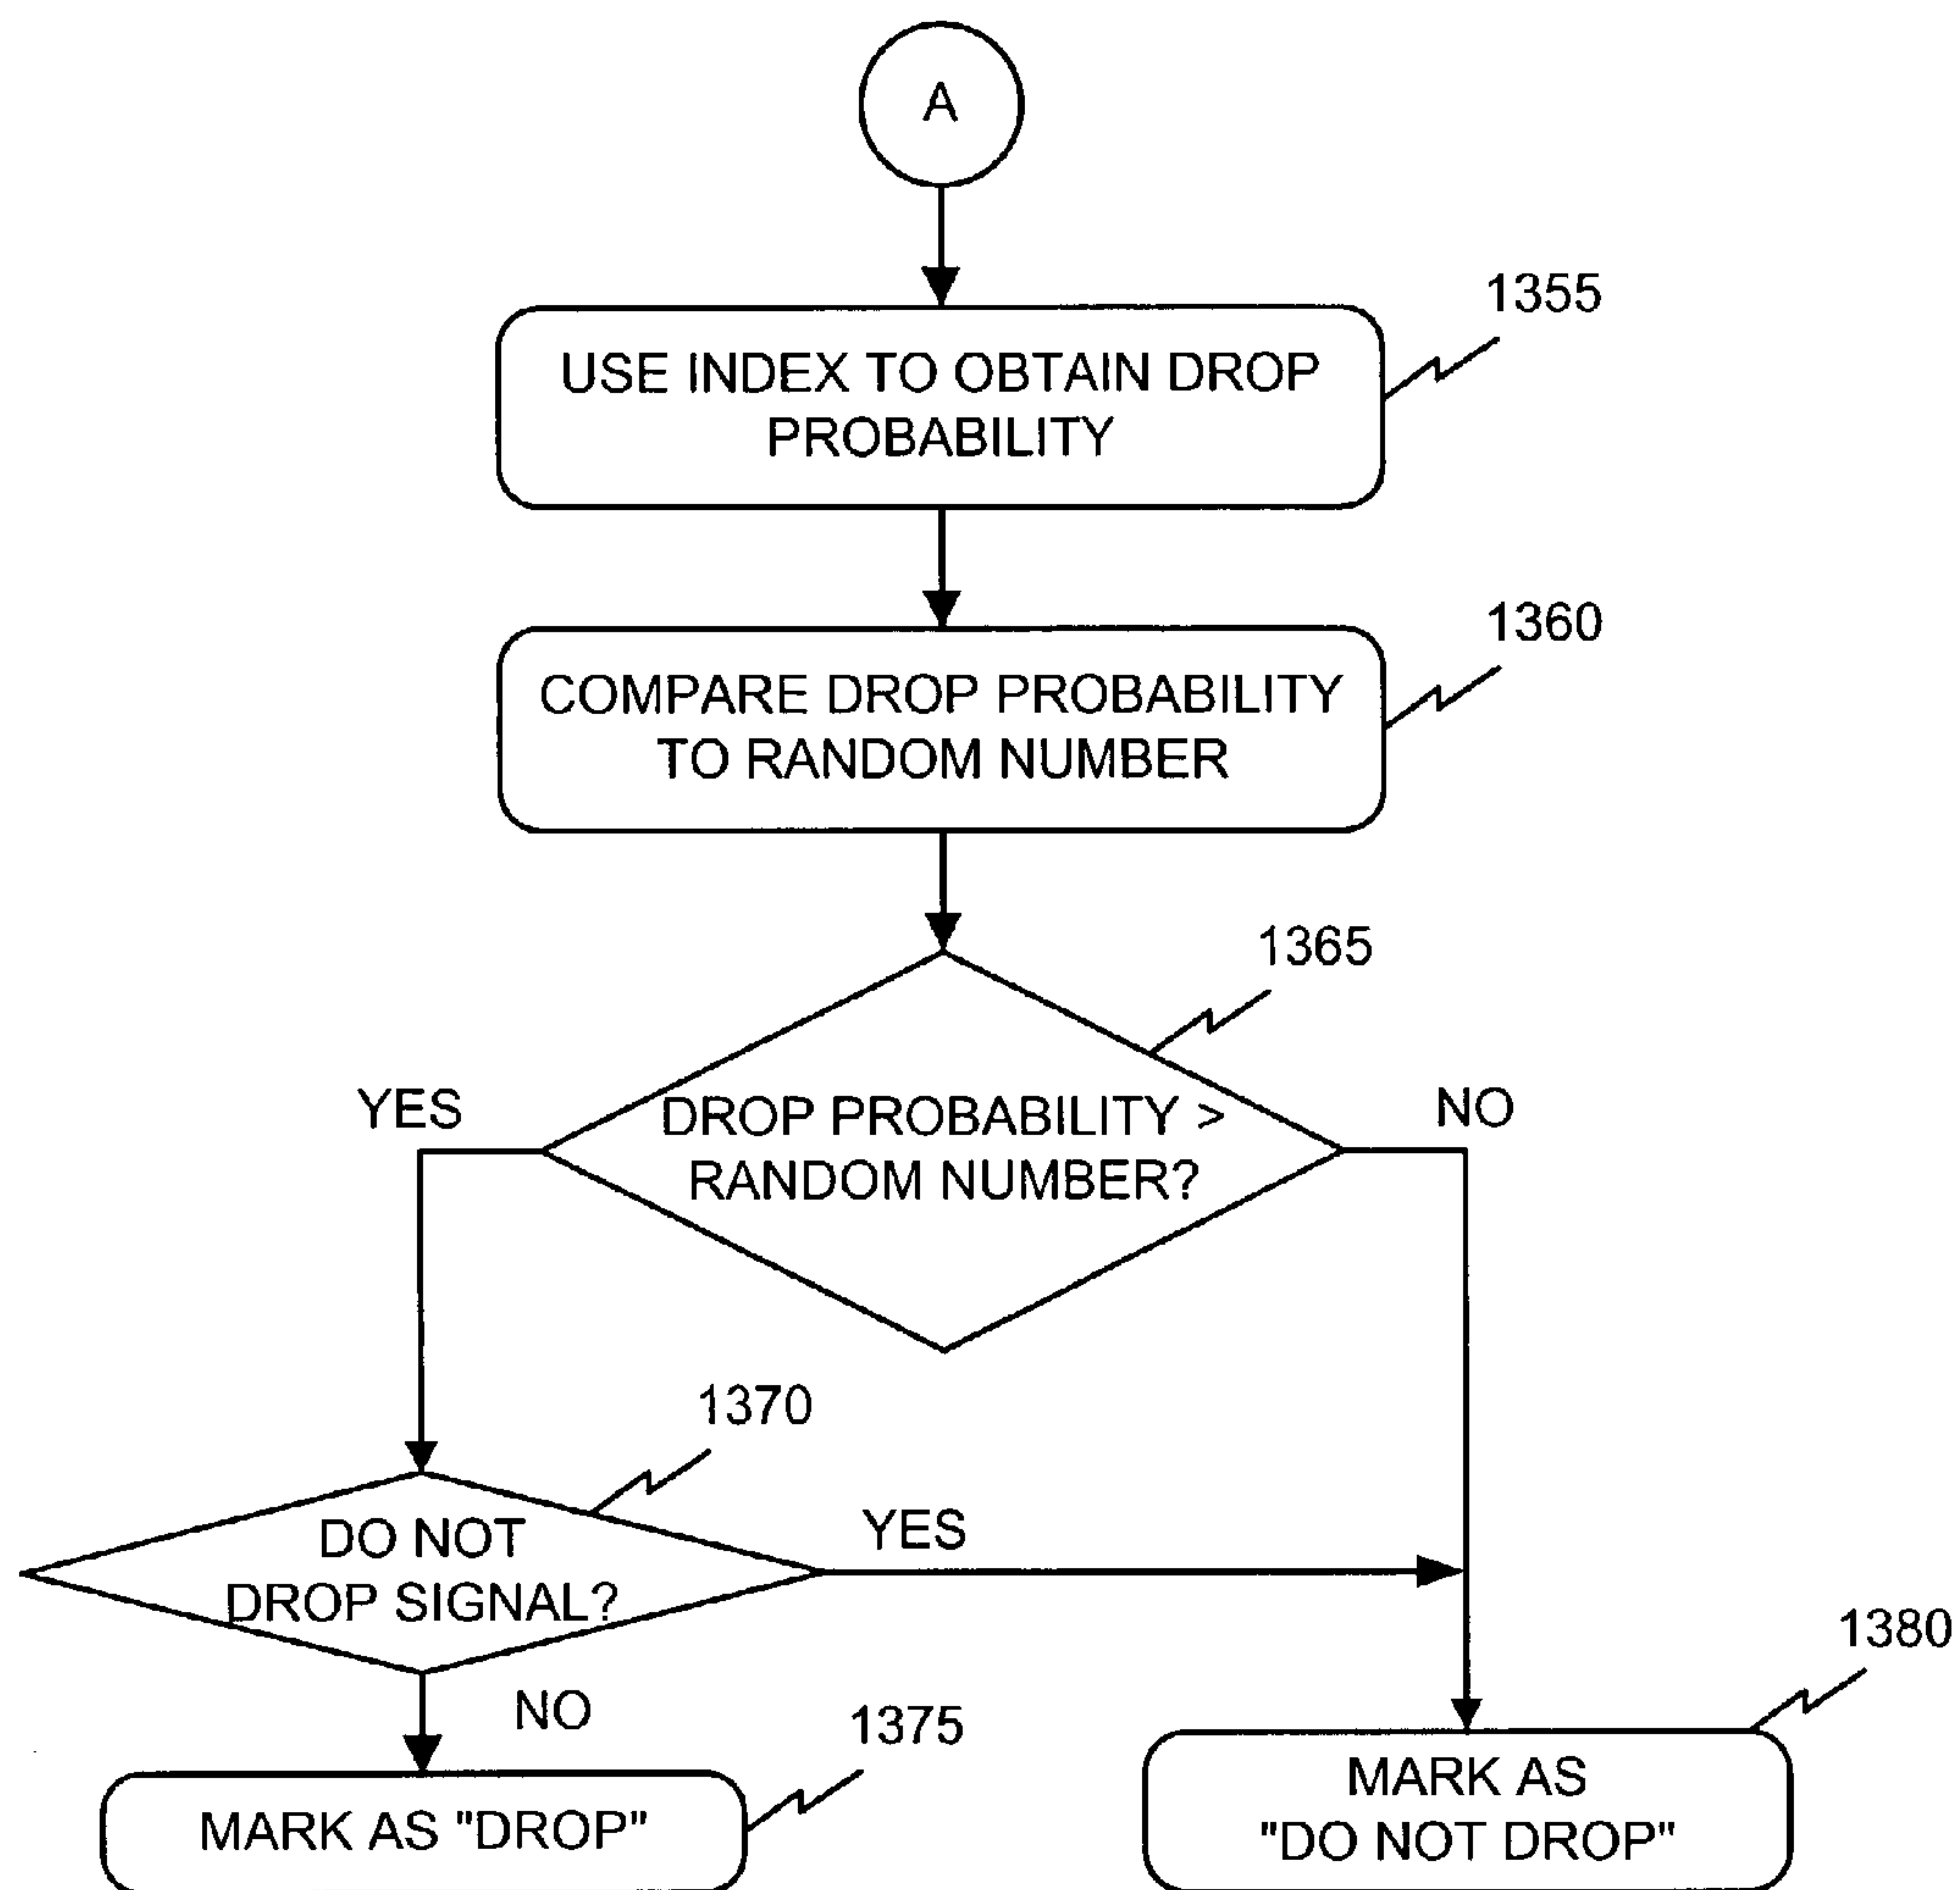 A
1355
USE INDEX TO OBTAIN DROP
PROBABILITY
1360
COMPARE DROP PROBABILITY
TO RANDOM NUMBER
1365
YES
DROP PROBABILITY >
RANDOM NUMBER?
NO
1370
DO NOT
DROP SIGNAL?
YES
1380
NO
1375
MARK AS "DROP"
MARK AS
"DO NOT DROP"